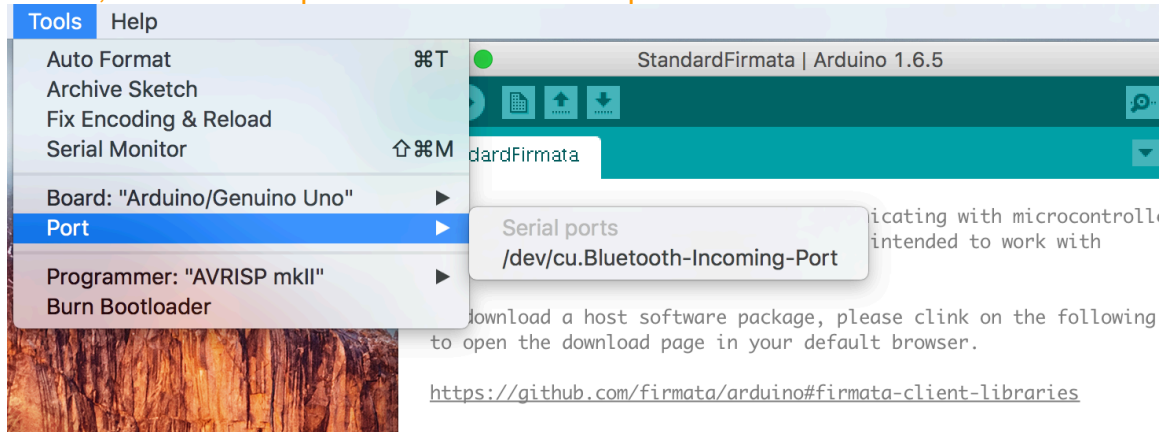 Tools Help
StandardFirmata | Arduino 1.6.5
Auto Format ⌘T
Archive Sketch
Fix Encoding & Reload
Serial Monitor ⇧⌘M
dardFirmata
Board: "Arduino/Genuino Uno"
Port
Serial ports
/dev/cu.Bluetooth-Incoming-Port
Programmer: "AVRISP mkII"
Burn Bootloader
icating with microcontrolle
intended to work with
download a host software package, please clink on the following
to open the download page in your default browser.
https://github.com/firmata/arduino#firmata-client-libraries